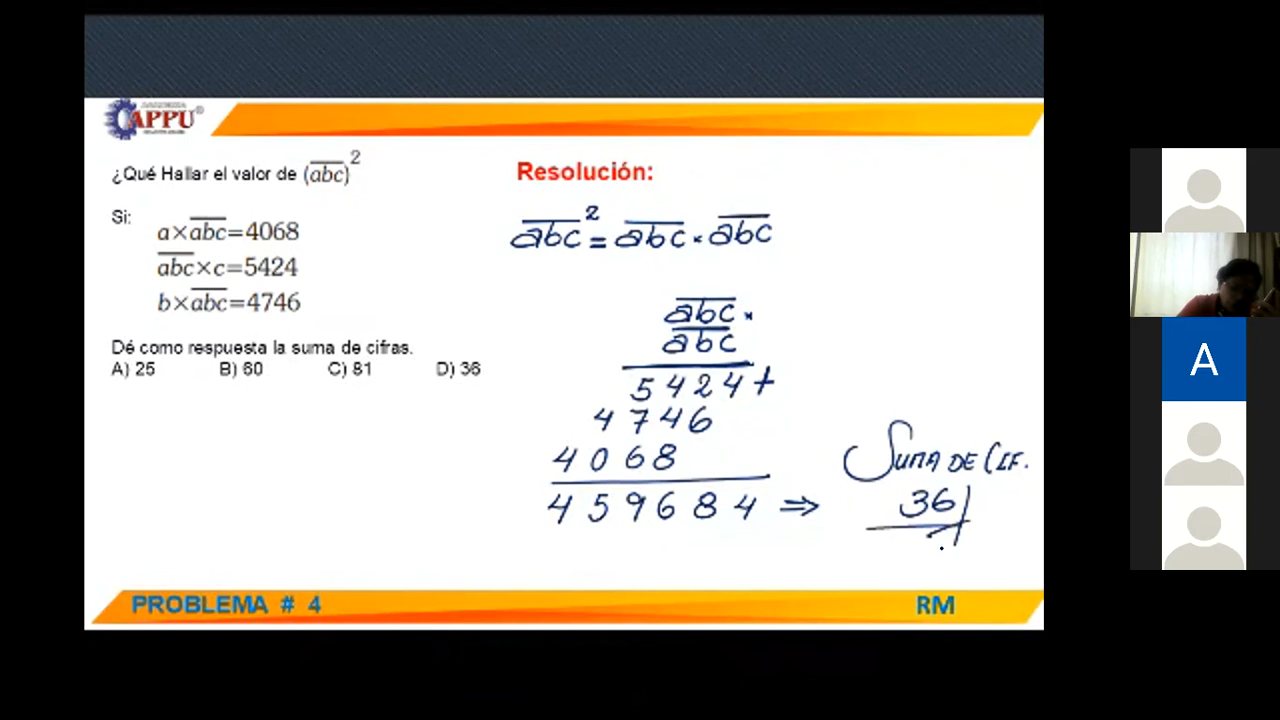 APPU
¿Qué Hallar el valor de (abc)²
Si:
a×abc=4068
abc×c=5424
b×abc=4746
Dé como respuesta la suma de cifras.
A) 25 B) 60 C) 81 D) 36
Resolución:
abc² = abc × abc
abc ×
abc
5424 +
4746
4068
459684 ⇒
SUMA DE CIF.
36
PROBLEMA # 4
RM
A